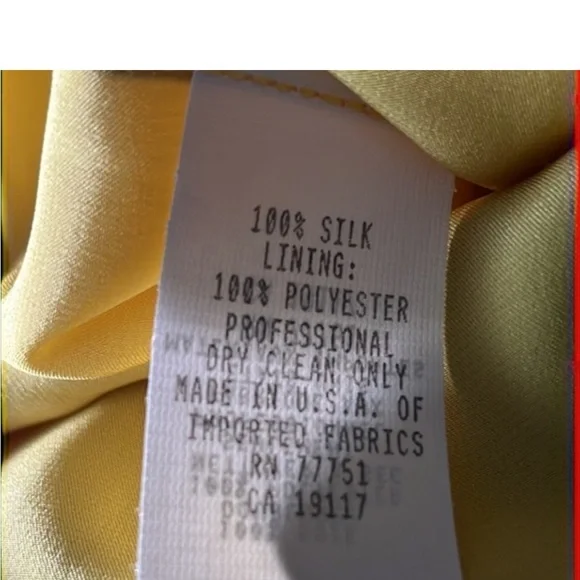 100% SILK
LINING:
100% POLYESTER
PROFESSIONAL
DRY CLEAN ONLY
MADE IN U.S.A. OF
IMPORTED FABRICS
RN 77751
CA 19117